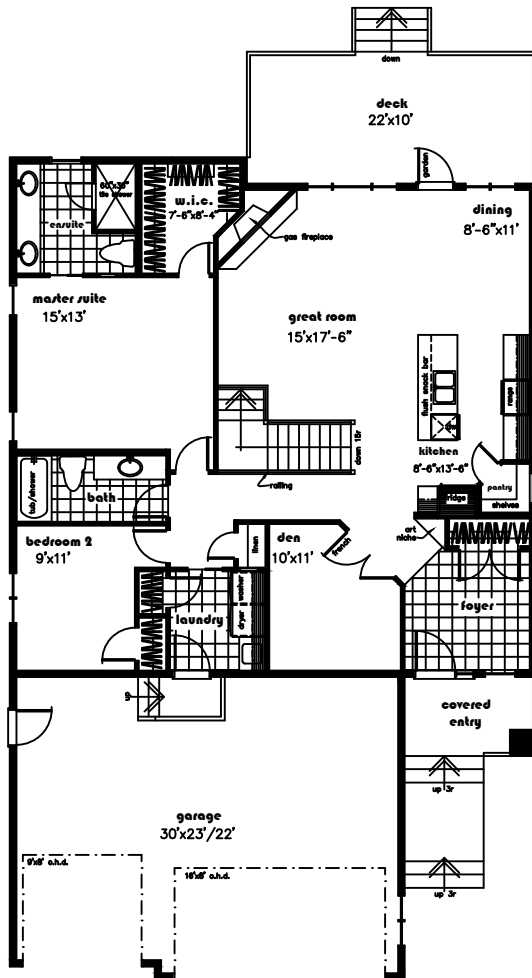 down
deck
22'x10'
garden
60"x36"
tile shower
w.i.c.
7'-6"x8'-4"
ensuite
gas fireplace
dining
8'-6"x11'
master suite
15'x13'
great room
15'x17'-6"
flush snack bar
range
dw
down 15r
kitchen
8'-6"x13'-6"
railing
tub/shower
bath
pantry
shelves
fridge
bedroom 2
9'x11'
linen
den
10'x11'
french
art
niche
foyer
laundry
washer
dryer
up
covered
entry
up 3r
garage
30'x23'/22'
9'x8' o.h.d.
16'x8' o.h.d.
up 3r